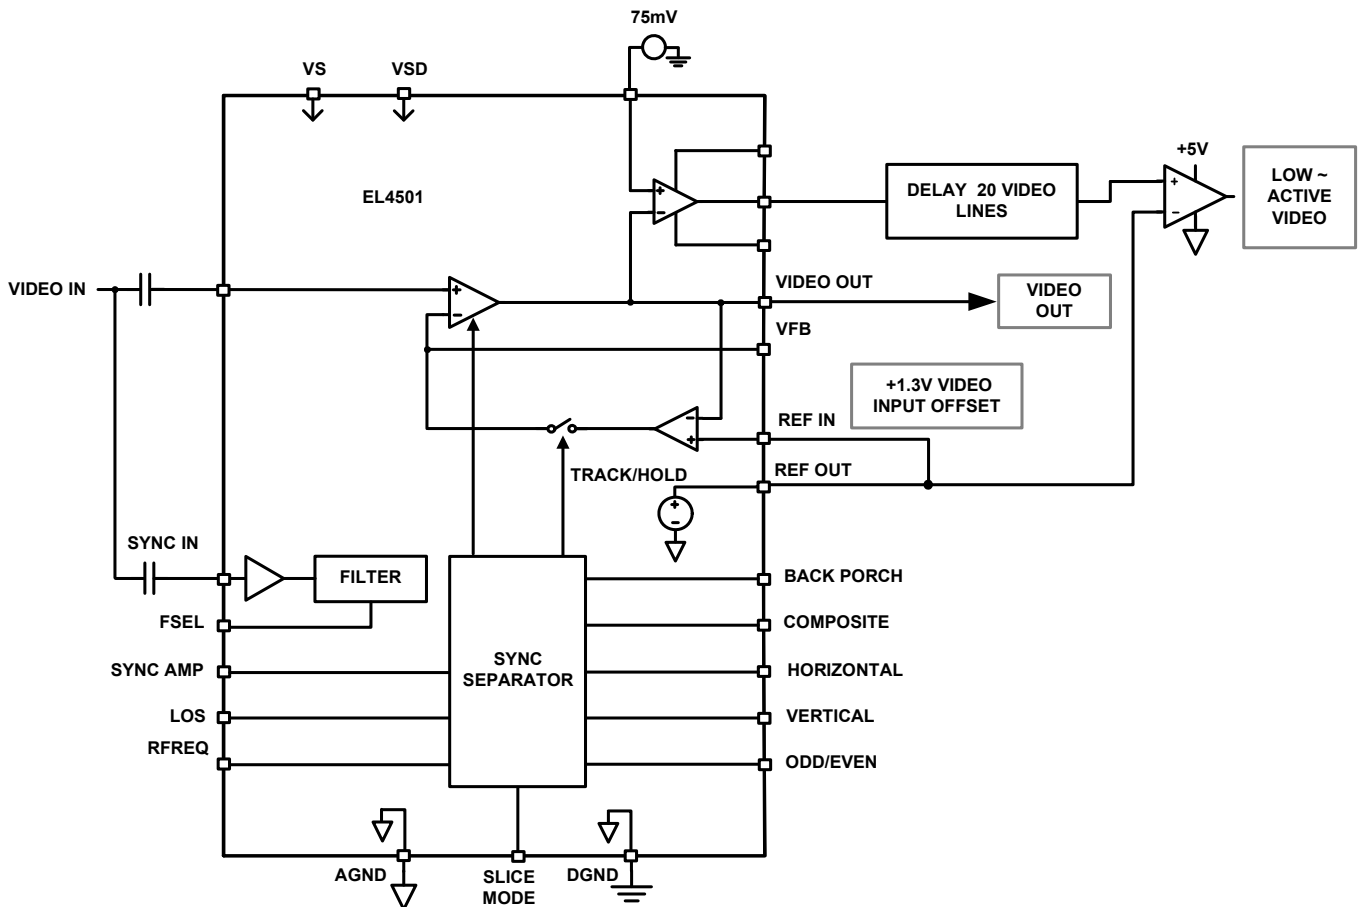 75mV
VS
VSD
EL4501
+
−
DELAY 20 VIDEO
LINES
+5V
+
−
LOW ~
ACTIVE
VIDEO
VIDEO IN
+
−
VIDEO OUT
VIDEO
OUT
VFB
+1.3V VIDEO
INPUT OFFSET
−
+
REF IN
TRACK/HOLD
REF OUT
+
−
SYNC IN
FILTER
FSEL
SYNC AMP
LOS
RFREQ
SYNC
SEPARATOR
BACK PORCH
COMPOSITE
HORIZONTAL
VERTICAL
ODD/EVEN
AGND
SLICE
MODE
DGND